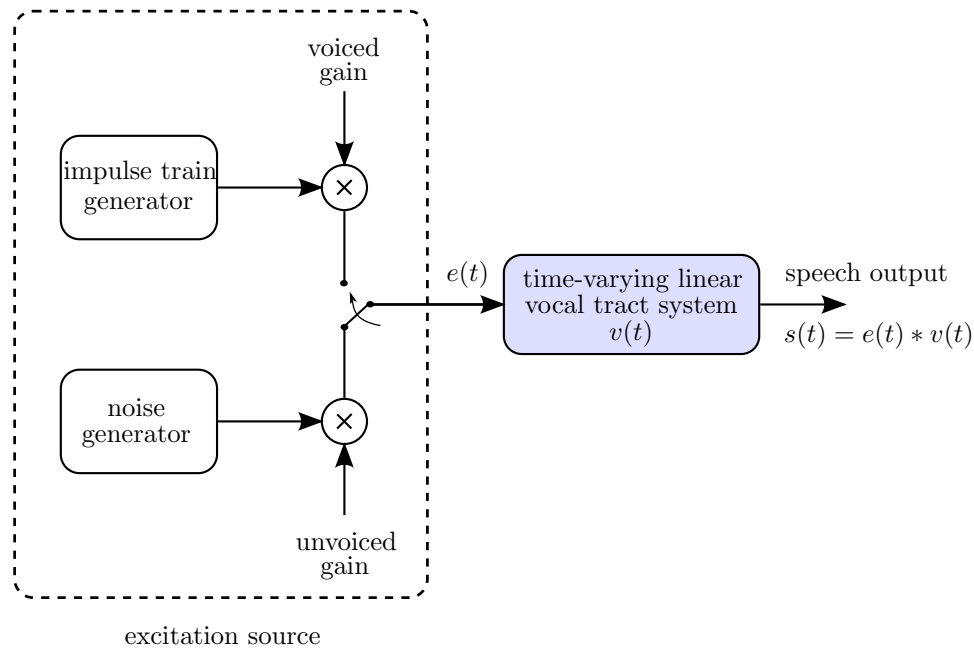 voiced
gain
impulse train
generator
×
e(t)
time-varying linear
vocal tract system
v(t)
speech output
s(t) = e(t) ∗ v(t)
noise
generator
×
unvoiced
gain
excitation source